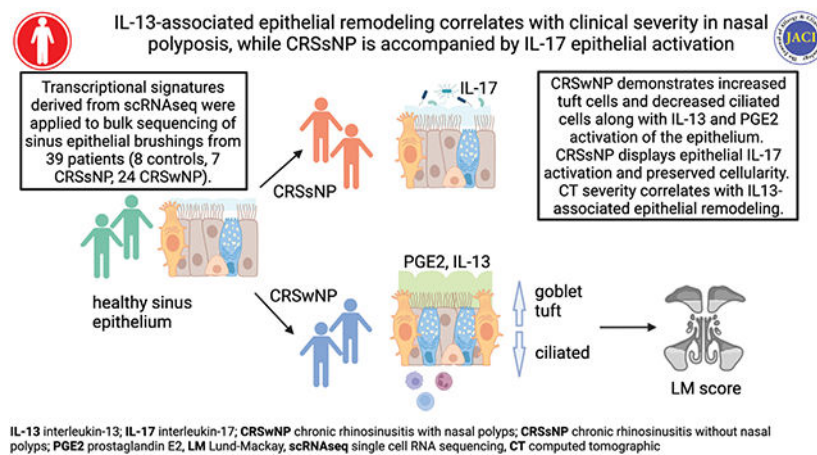 IL-13-associated epithelial remodeling correlates with clinical severity in nasal
polyposis, while CRSsNP is accompanied by IL-17 epithelial activation
JACI
Transcriptional signatures
derived from scRNAseq were
applied to bulk sequencing of
sinus epithelial brushings from
39 patients (8 controls, 7
CRSsNP, 24 CRSwNP).
IL-17
CRSwNP demonstrates increased
tuft cells and decreased ciliated
cells along with IL-13 and PGE2
activation of the epithelium.
CRSsNP displays epithelial IL-17
activation and preserved cellularity.
CT severity correlates with IL13-
associated epithelial remodeling.
CRSsNP
healthy sinus
epithelium
CRSwNP
PGE2, IL-13
goblet
tuft
ciliated
LM score
IL-13 interleukin-13; IL-17 interleukin-17; CRSwNP chronic rhinosinusitis with nasal polyps; CRSsNP chronic rhinosinusitis without nasal
polyps; PGE2 prostaglandin E2, LM Lund-Mackay, scRNAseq single cell RNA sequencing, CT computed tomographic